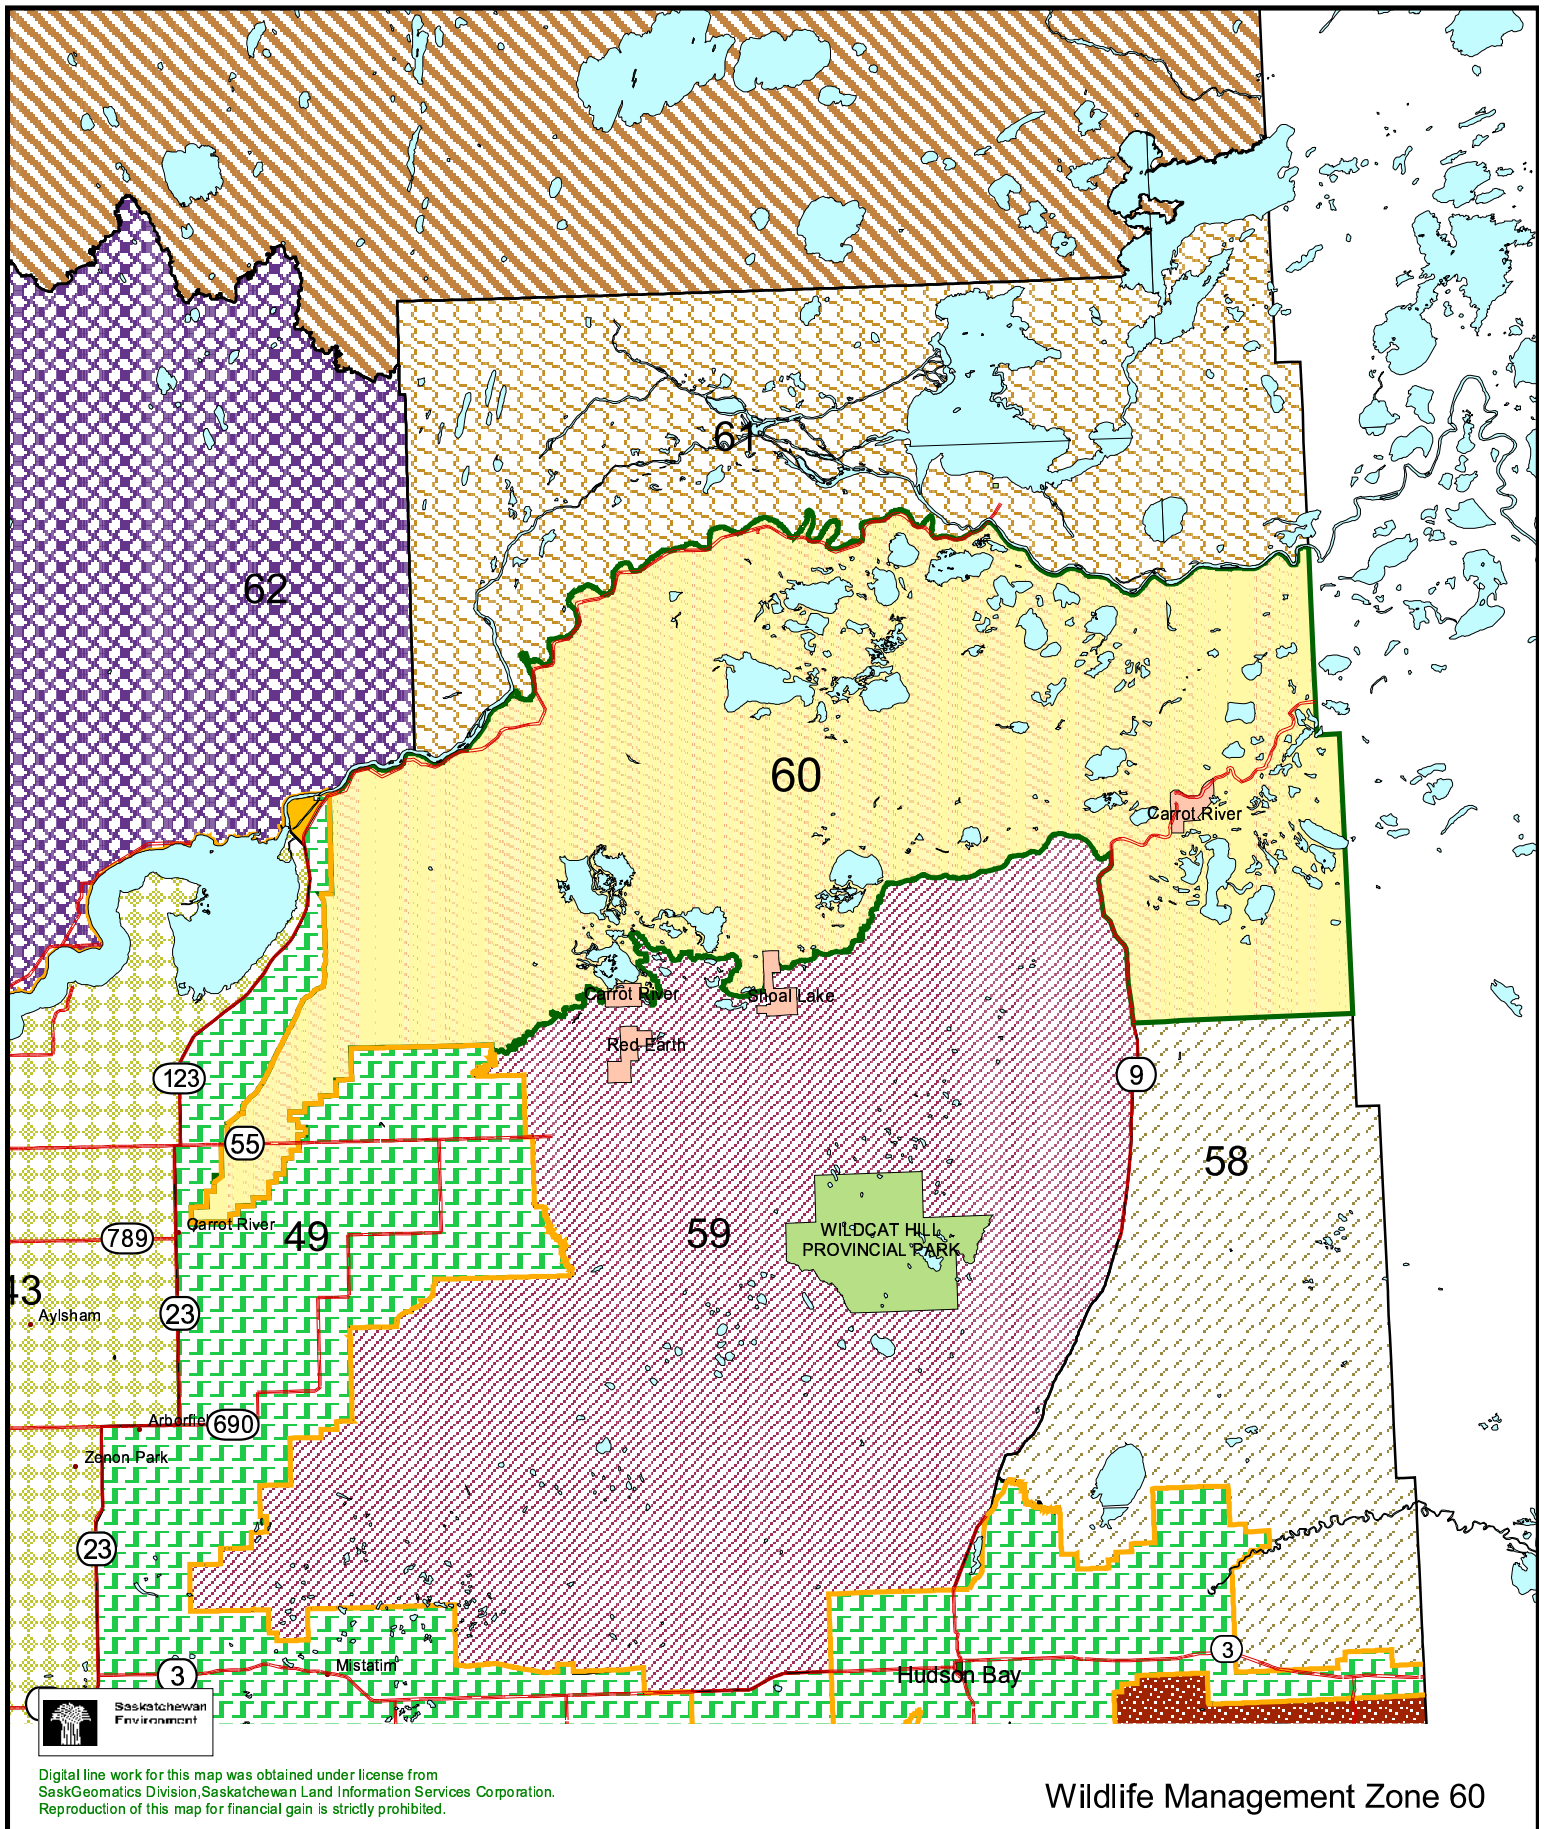 61
62
60
Carrot River
Carrot River
Shoal Lake
Red Earth
123
9
55
58
Carrot River
789
49
59
WILDCAT HILL
PROVINCIAL PARK
43
Aylsham
23
Arborfiel
690
Zenon Park
23
3
3
Mistatim
Hudson Bay
Saskatchewan
Environment
Digital line work for this map was obtained under license from
SaskGeomatics Division,Saskatchewan Land Information Services Corporation.
Reproduction of this map for financial gain is strictly prohibited.
Wildlife Management Zone 60